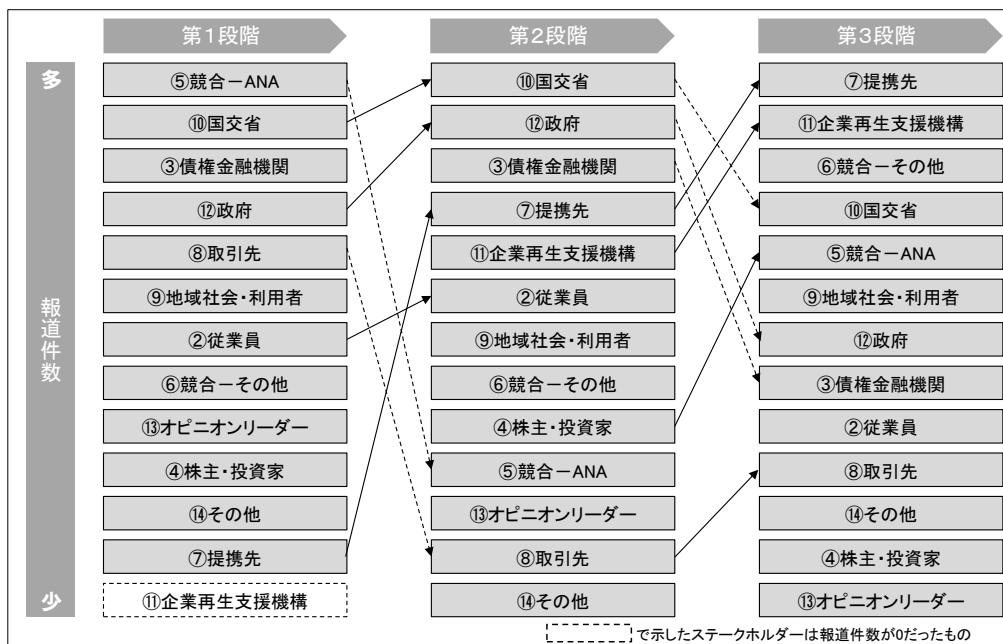 第1段階
第2段階
第3段階
多
報道件数
少
⑤競合－ANA
⑩国交省
③債権金融機関
⑫政府
⑧取引先
⑨地域社会・利用者
②従業員
⑥競合－その他
⑬オピニオンリーダー
④株主・投資家
⑭その他
⑦提携先
⑪企業再生支援機構
⑩国交省
⑫政府
③債権金融機関
⑦提携先
⑪企業再生支援機構
②従業員
⑨地域社会・利用者
⑥競合－その他
④株主・投資家
⑤競合－ANA
⑬オピニオンリーダー
⑧取引先
⑭その他
⑦提携先
⑪企業再生支援機構
⑥競合－その他
⑩国交省
⑤競合－ANA
⑨地域社会・利用者
⑫政府
③債権金融機関
②従業員
⑧取引先
⑭その他
④株主・投資家
⑬オピニオンリーダー
で示したステークホルダーは報道件数が0だったもの